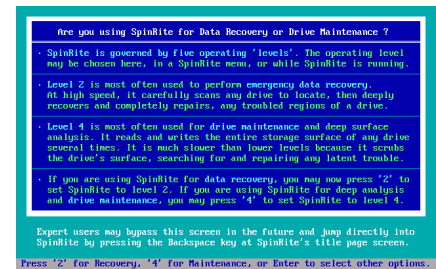 Are you using SpinRite for Data Recovery or Drive Maintenance ?
· SpinRite is governed by five operating 'levels'. The operating level
may be chosen here, in a SpinRite menu, or while SpinRite is running.
· Level 2 is most often used to perform emergency data recovery.
At high speed, it carefully scans any drive to locate, then deeply
recovers and completely repairs, any troubled regions of a drive.
· Level 4 is most often used for drive maintenance and deep surface
analysis. It reads and writes the entire storage surface of any drive
several times. It is much slower than lower levels because it scrubs
the drive's surface, searching for and repairing any latent trouble.
· If you are using SpinRite for data recovery, you may now press '2' to
set SpinRite to level 2. If you are using SpinRite for deep analysis
and drive maintenance, you may press '4' to set SpinRite to level 4.
Expert users may bypass this screen in the future and jump directly into
SpinRite by pressing the Backspace key at SpinRite's title page screen.
Press '2' for Recovery, '4' for Maintenance, or Enter to select other options.